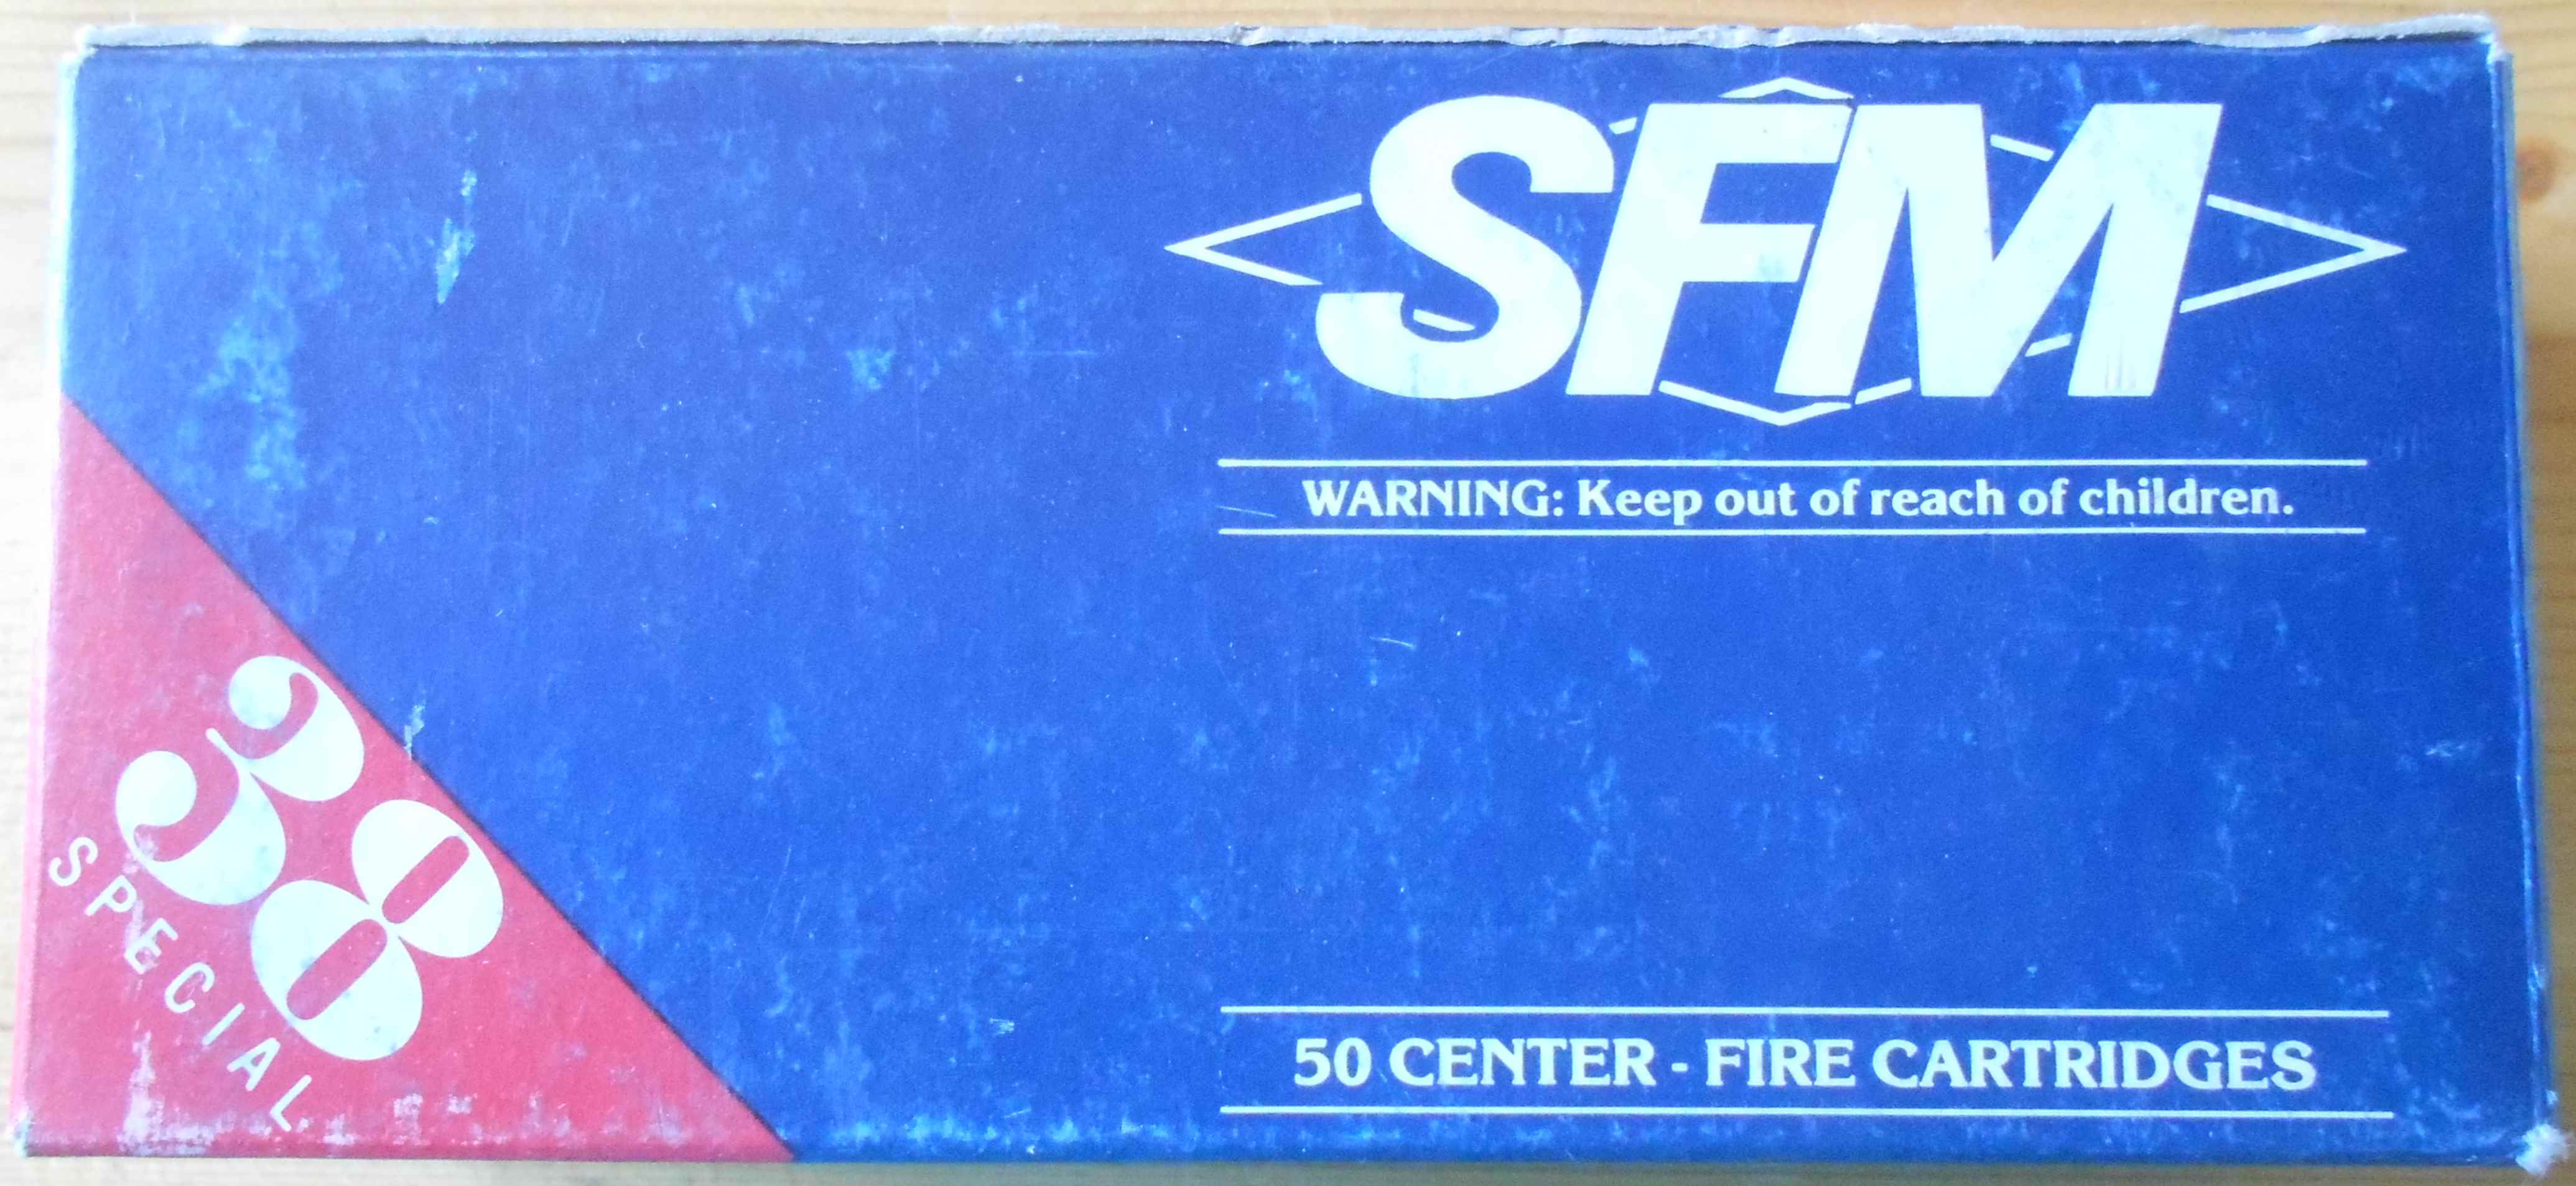 SFM
WARNING: Keep out of reach of children.
38
SPECIAL
50 CENTER - FIRE CARTRIDGES